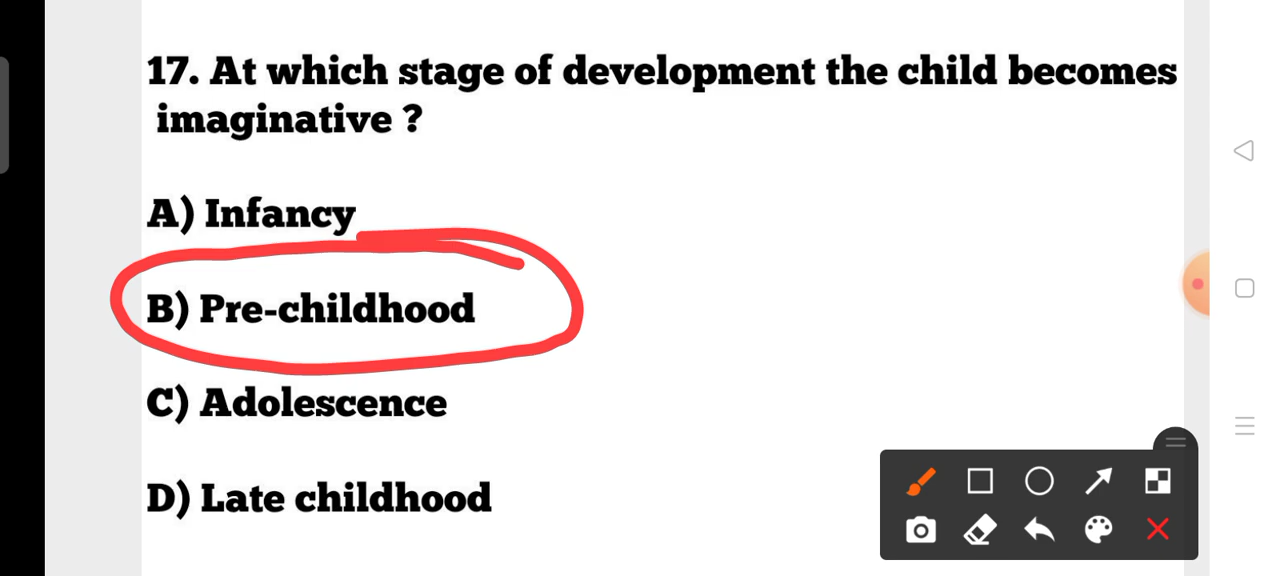 17. At which stage of development the child becomes
imaginative ?
A) Infancy
B) Pre-childhood
C) Adolescence
D) Late childhood